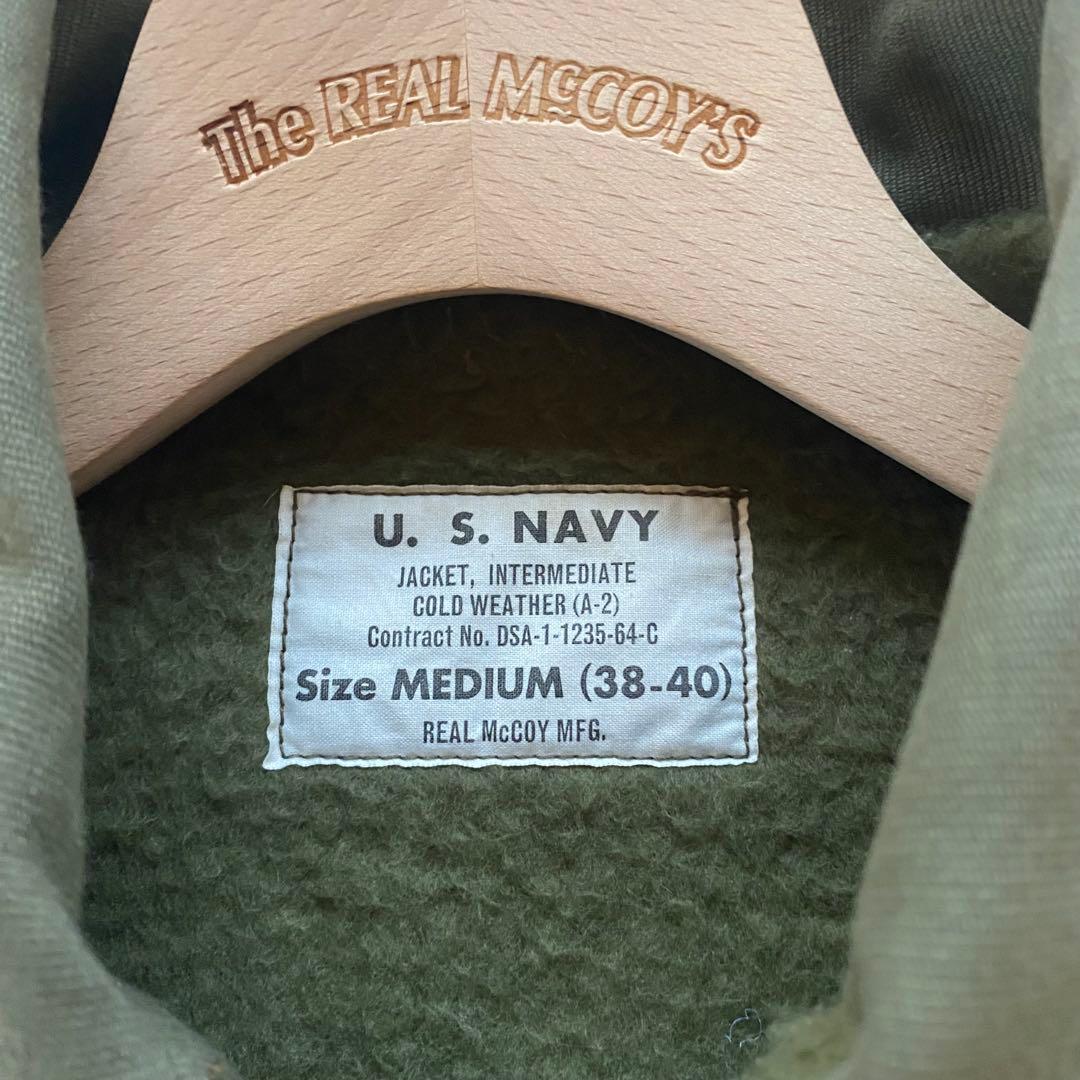 The REAL McCOY'S
U. S. NAVY
JACKET, INTERMEDIATE
COLD WEATHER (A-2)
Contract No. DSA-1-1235-64-C
Size MEDIUM (38-40)
REAL McCOY MFG.